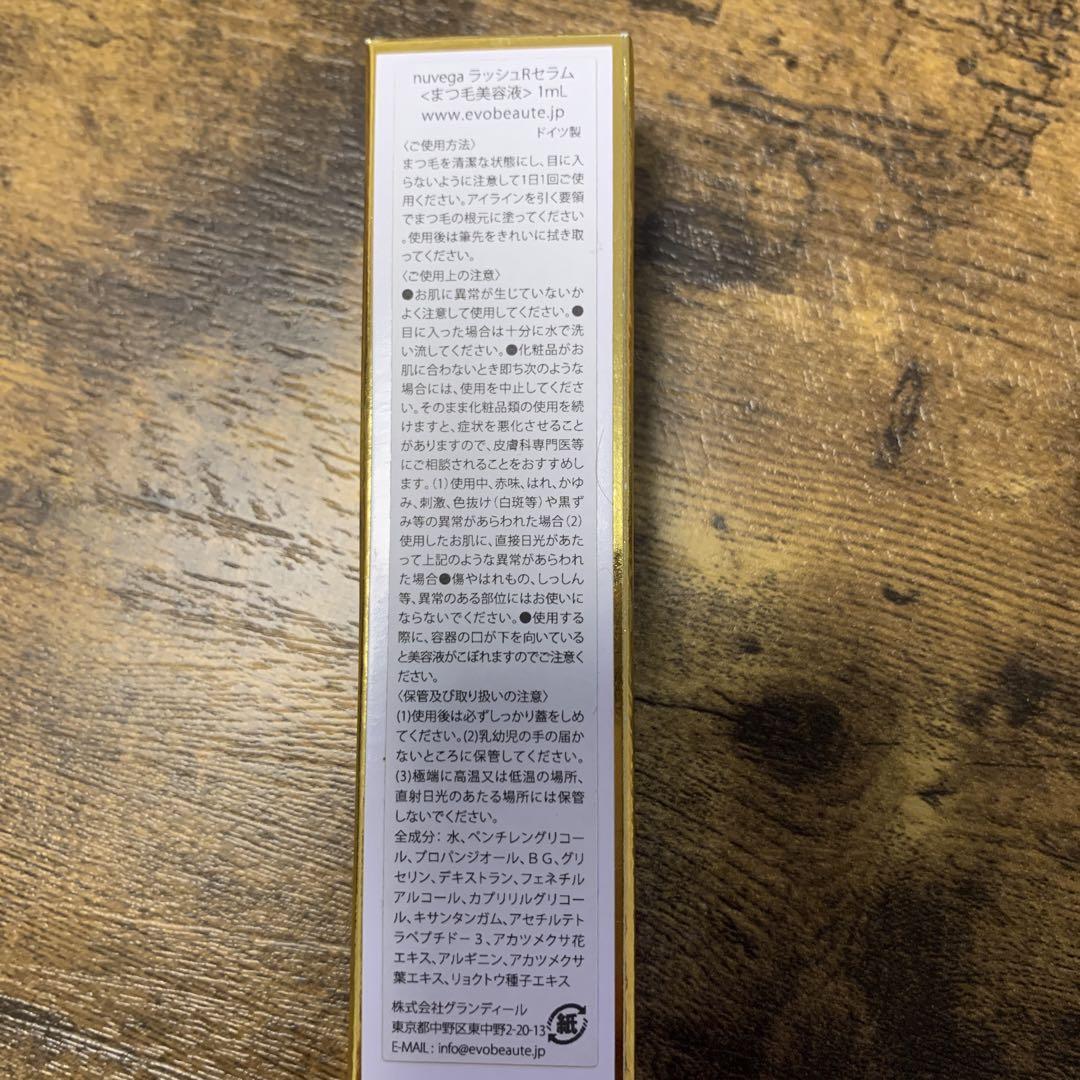 nuvega ラッシュRセラム
<まつ毛美容液> 1mL
www.evobeaute.jp
ドイツ製
〈ご使用方法〉
まつ毛を清潔な状態にし、目に入
らないように注意して1日1回ご使
用ください。アイラインを引く要領
でまつ毛の根元に塗ってください
。使用後は筆先をきれいに拭き取
ってください。
〈ご使用上の注意〉
●お肌に異常が生じていないか
よく注意して使用してください。●
目に入った場合は十分に水で洗
い流してください。●化粧品がお
肌に合わないとき即ち次のような
場合には、使用を中止してくださ
い。そのまま化粧品類の使用を続
けますと、症状を悪化させること
がありますので、皮膚科専門医等
にご相談されることをおすすめし
ます。(1)使用中、赤味、はれ、かゆ
み、刺激、色抜け(白斑等)や黒ず
み等の異常があらわれた場合(2)
使用したお肌に、直接日光があた
って上記のような異常があらわれ
た場合●傷やはれもの、しっしん
等、異常のある部位にはお使いに
ならないでください。●使用する
際に、容器の口が下を向いている
と美容液がこぼれますのでご注意く
ださい。
〈保管及び取り扱いの注意〉
(1)使用後は必ずしっかり蓋をしめ
てください。(2)乳幼児の手の届か
ないところに保管してください。
(3)極端に高温又は低温の場所、
直射日光のあたる場所には保管
しないでください。
全成分：水、ペンチレングリコー
ル、プロパンジオール、BG、グリ
セリン、デキストラン、フェネチル
アルコール、カプリリルグリコー
ル、キサンタンガム、アセチルテト
ラペプチド－3、アカツメクサ花
エキス、アルギニン、アカツメクサ
葉エキス、リョクトウ種子エキス
株式会社グランディール
東京都中野区東中野2-20-13
E-MAIL : info@evobeaute.jp
紙